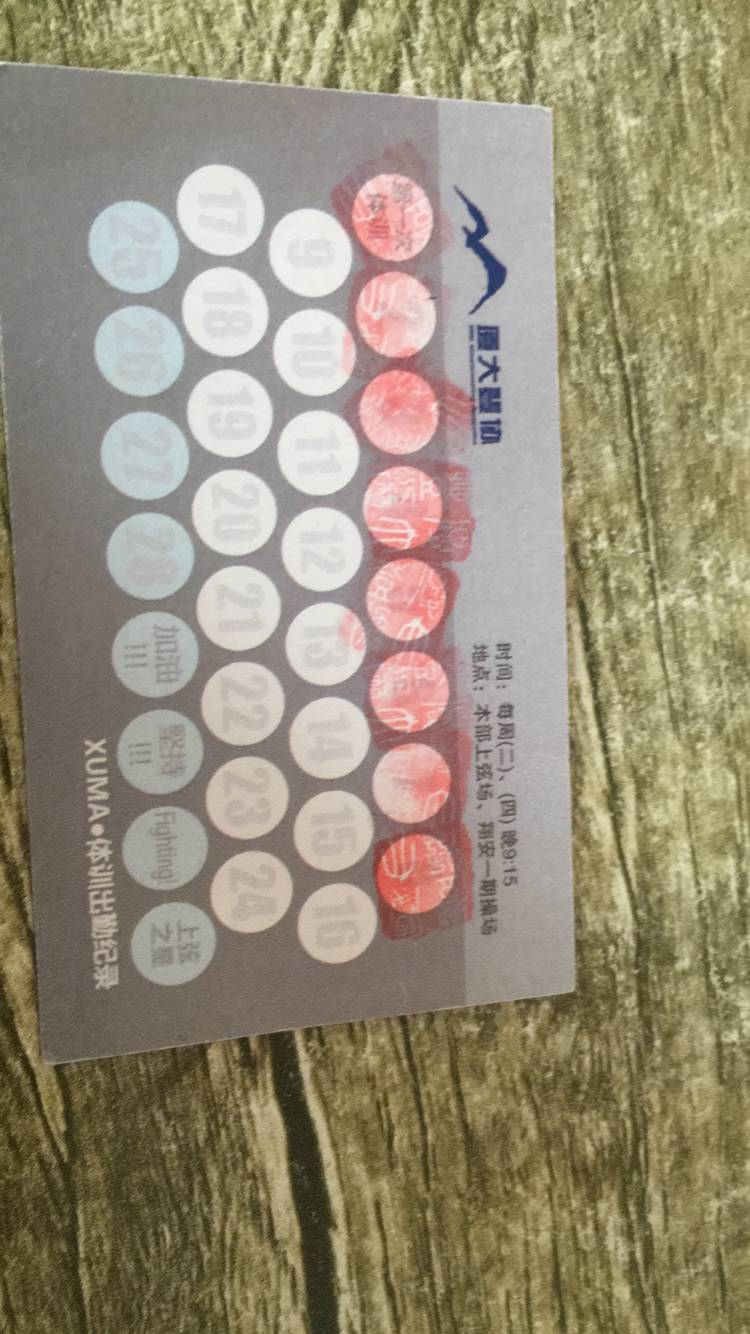 厦大登协
时间：每周(二)、(四) 晚9:15
地点：本部上弦场、翔安一期操场
第一次
体训
9 10 11 12 13 14 15 16
17 18 19 20 21 22 23 24
25 26 27 28 加油!!! 坚持!!! Fighting! 上弦之星
XUMA●体训出勤纪录